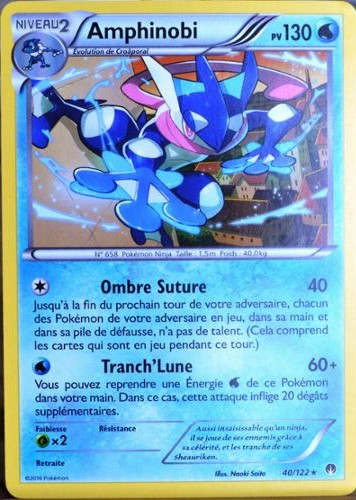 NIVEAU 2
Amphinobi
PV 130
Évolution de Croâporal
N° 658 Pokémon Ninja Taille : 1,5m Poids : 40,0kg
Ombre Suture 40
Jusqu'à la fin du prochain tour de votre adversaire, chacun
des Pokémon de votre adversaire en jeu, dans sa main et
dans sa pile de défausse, n'a pas de talent. (Cela comprend
les cartes qui sont en jeu pendant ce tour.)
Tranch'Lune 60+
Vous pouvez reprendre une Énergie de ce Pokémon
dans votre main. Dans ce cas, cette attaque inflige 20 dégâts
supplémentaires.
Faiblesse Résistance
×2
Retraite
Aussi insaisissable qu'un ninja,
il se joue de ses ennemis grâce à
sa célérité, et les tranche de ses
Sheauriken.
©2016 Pokémon
Illus. Naoki Saito
40/122 ★